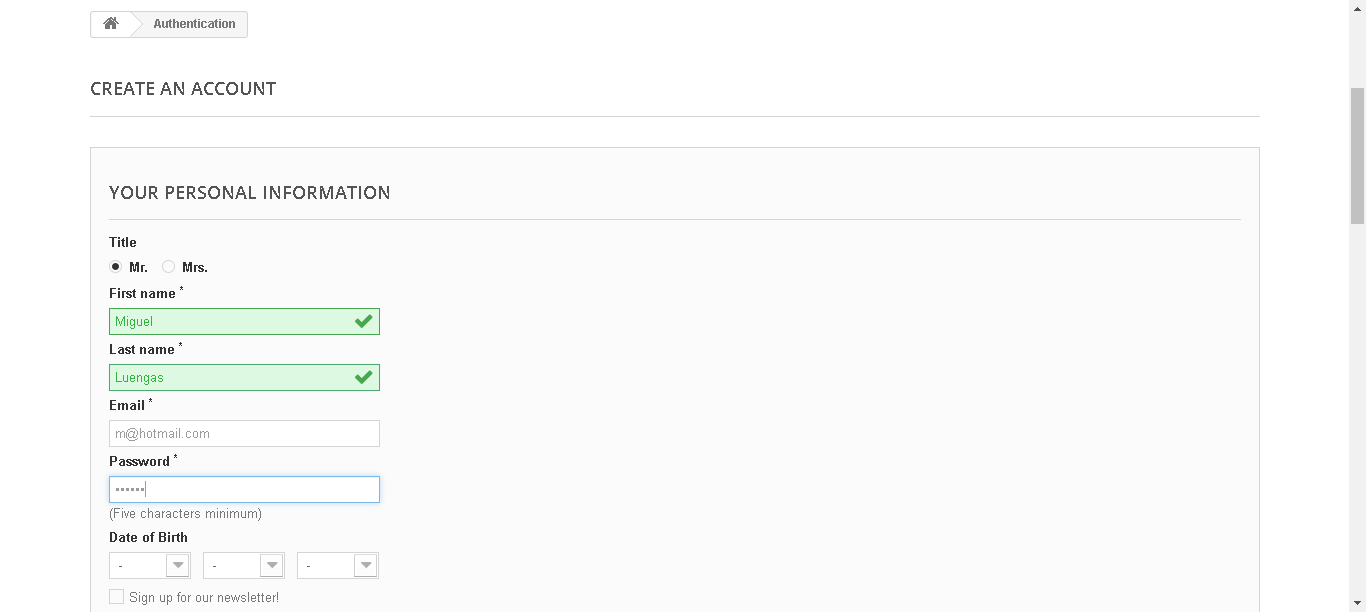 Authentication
CREATE AN ACCOUNT
YOUR PERSONAL INFORMATION
Title
Mr. Mrs.
First name *
Miguel
Last name *
Luengas
Email *
m@hotmail.com
Password *
••••••
(Five characters minimum)
Date of Birth
- - -
Sign up for our newsletter!